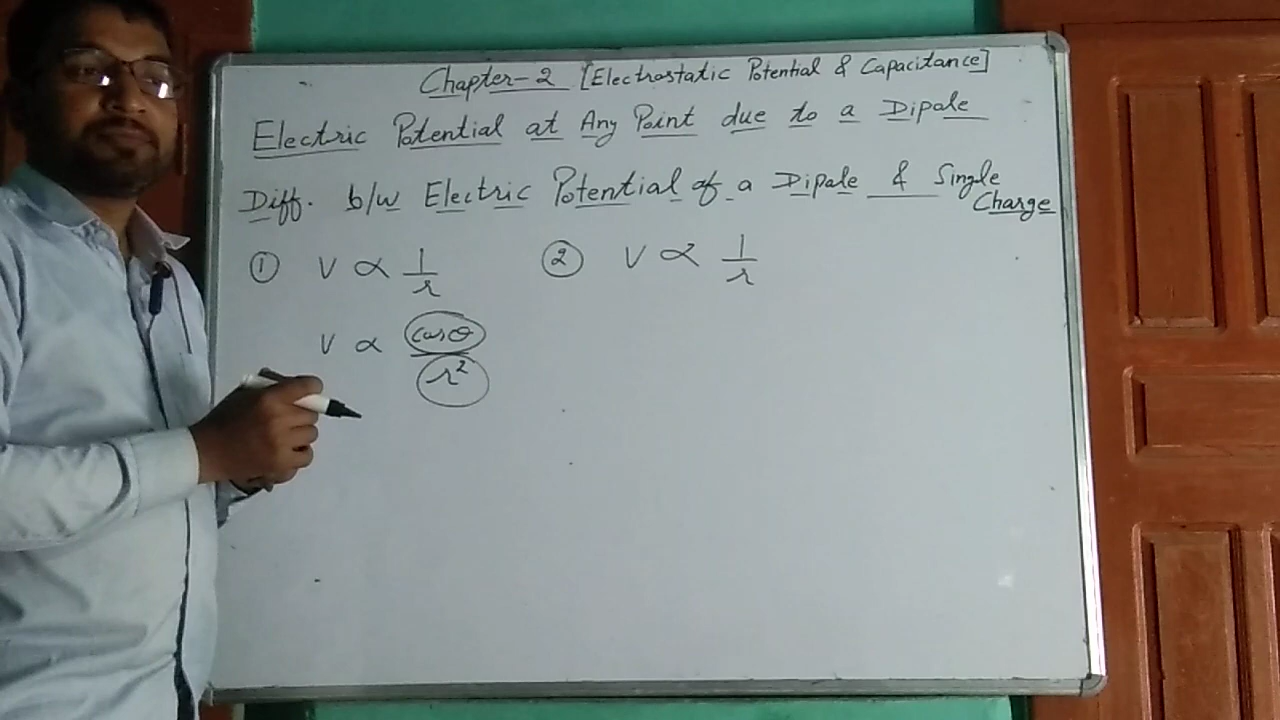 Chapter-2 [Electrostatic Potential & Capacitance]
Electric Potential at Any Point due to a Dipole
Diff. b/w Electric Potential of a Dipole & Single Charge
① V ∝ 1/r ② V ∝ 1/r
V ∝ cosθ/r²